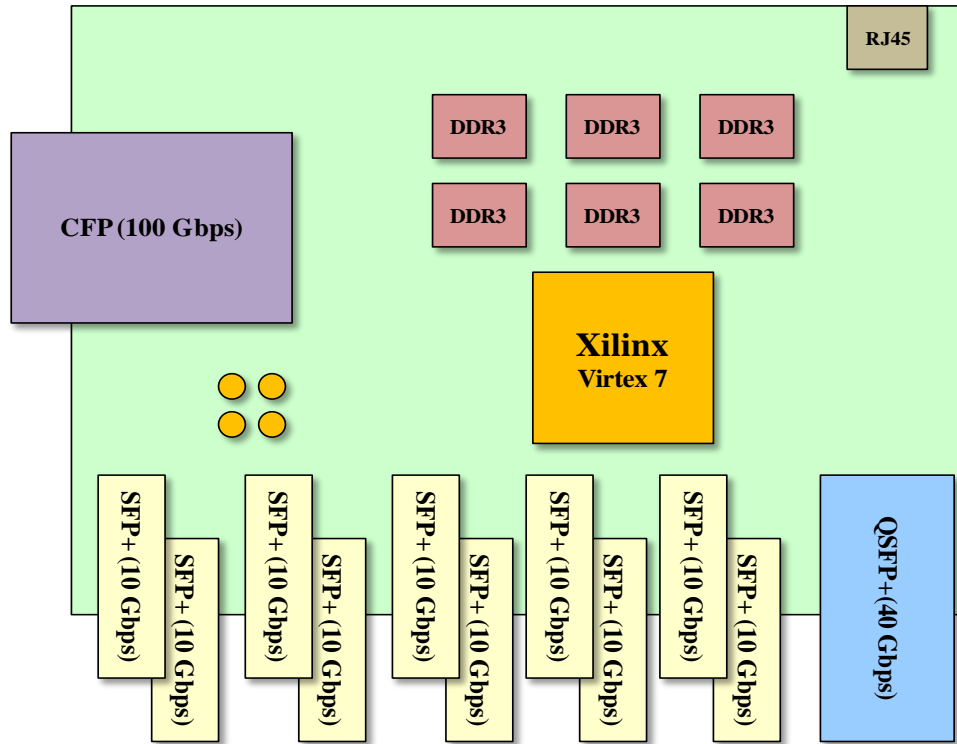 RJ45
DDR3
DDR3
DDR3
DDR3
DDR3
DDR3
CFP (100 Gbps)
Xilinx
Virtex 7
SFP+ (10 Gbps)
SFP+ (10 Gbps)
SFP+ (10 Gbps)
SFP+ (10 Gbps)
SFP+ (10 Gbps)
SFP+ (10 Gbps)
SFP+ (10 Gbps)
SFP+ (10 Gbps)
SFP+ (10 Gbps)
SFP+ (10 Gbps)
QSFP+(40 Gbps)